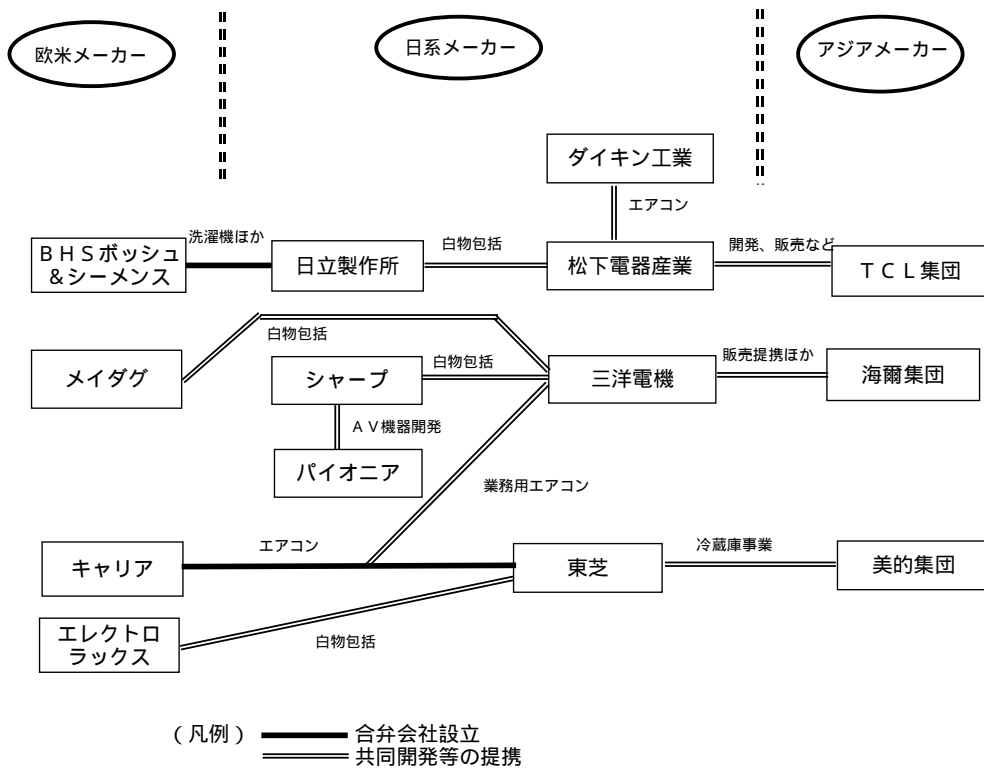 欧米メーカー
日系メーカー
アジアメーカー
ダイキン工業
エアコン
ＢＨＳボッシュ
＆シーメンス
洗濯機ほか
日立製作所
白物包括
松下電器産業
開発、販売など
ＴＣＬ集団
メイダグ
白物包括
シャープ
白物包括
三洋電機
販売提携ほか
海爾集団
ＡＶ機器開発
パイオニア
業務用エアコン
キャリア
エアコン
東芝
冷蔵庫事業
美的集団
エレクトロ
ラックス
白物包括
（凡例）
合弁会社設立
共同開発等の提携